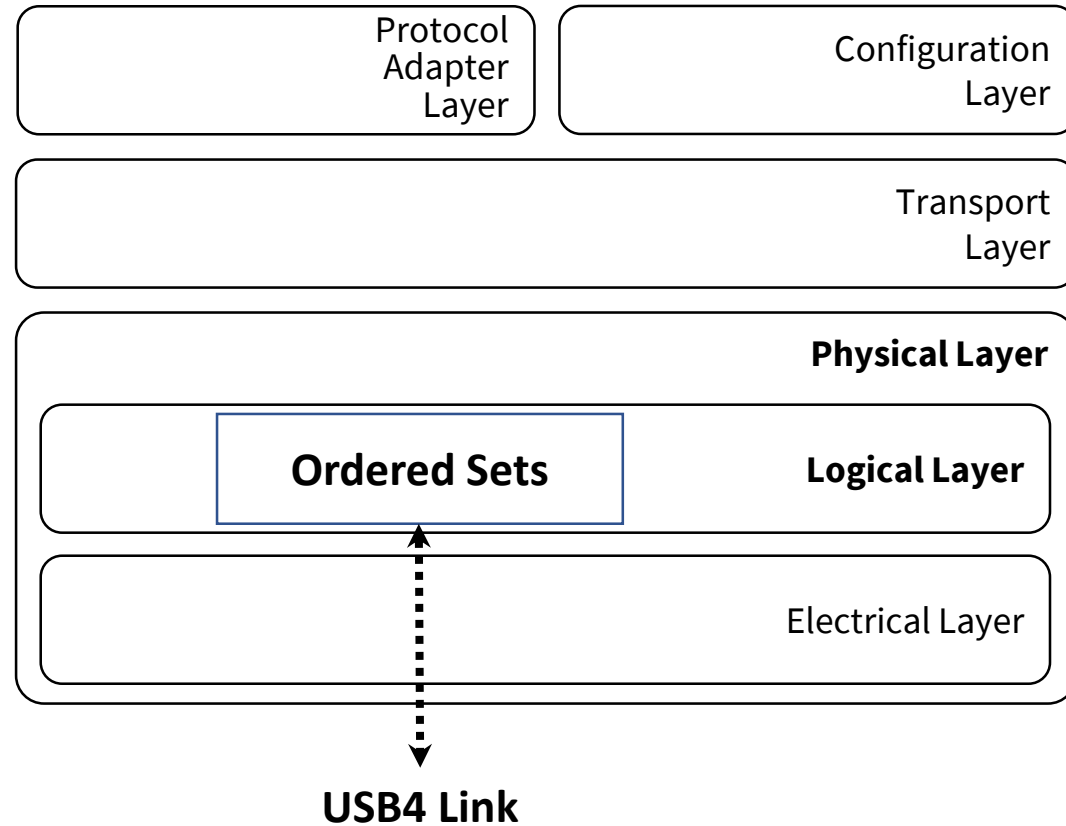 Protocol
Adapter
Layer
Configuration
Layer
Transport
Layer
Physical Layer
Ordered Sets
Logical Layer
Electrical Layer
USB4 Link